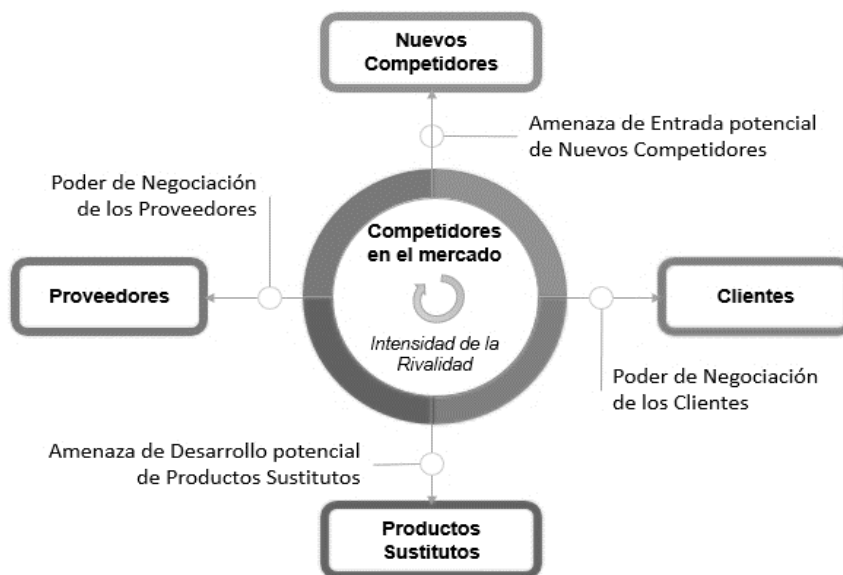 Nuevos
Competidores
Amenaza de Entrada potencial
de Nuevos Competidores
Poder de Negociación
de los Proveedores
Competidores
en el mercado
Proveedores
Clientes
Intensidad de la
Rivalidad
Poder de Negociación
de los Clientes
Amenaza de Desarrollo potencial
de Productos Sustitutos
Productos
Sustitutos